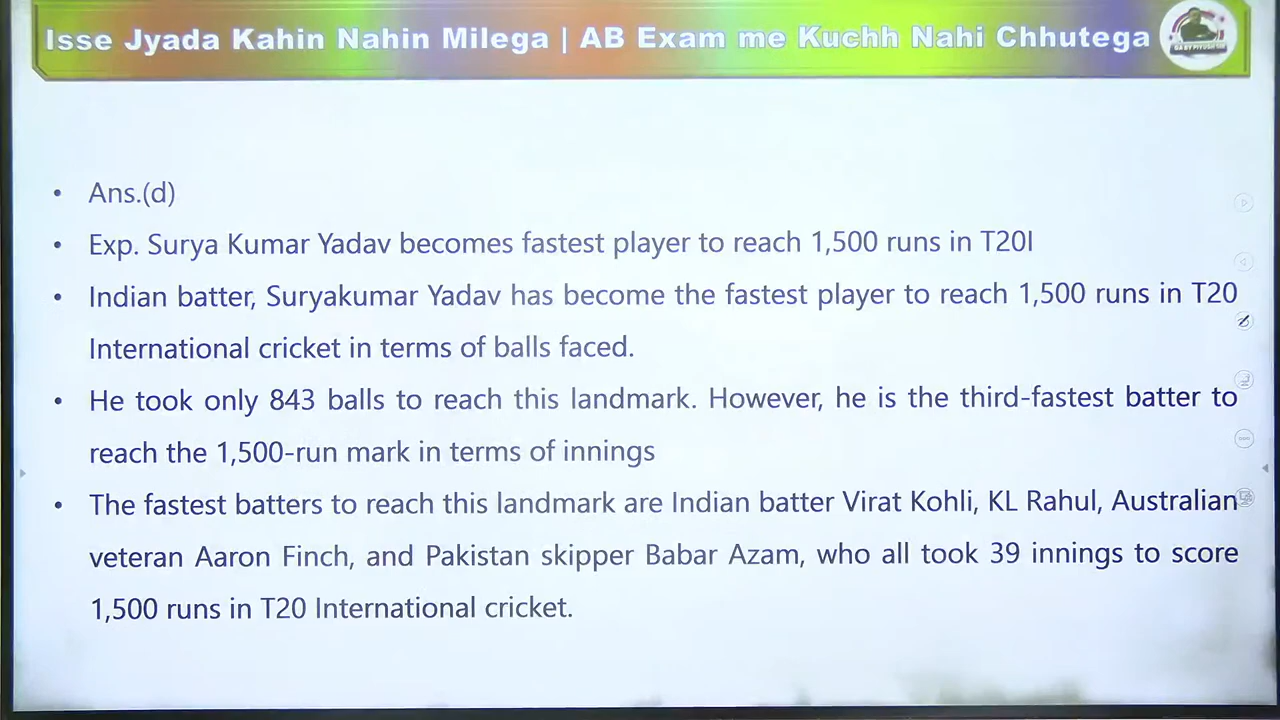 Isse Jyada Kahin Nahin Milega | AB Exam me Kuchh Nahi Chhutega
• Ans.(d)
• Exp. Surya Kumar Yadav becomes fastest player to reach 1,500 runs in T20I
• Indian batter, Suryakumar Yadav has become the fastest player to reach 1,500 runs in T20
International cricket in terms of balls faced.
• He took only 843 balls to reach this landmark. However, he is the third-fastest batter to
reach the 1,500-run mark in terms of innings
• The fastest batters to reach this landmark are Indian batter Virat Kohli, KL Rahul, Australian
veteran Aaron Finch, and Pakistan skipper Babar Azam, who all took 39 innings to score
1,500 runs in T20 International cricket.